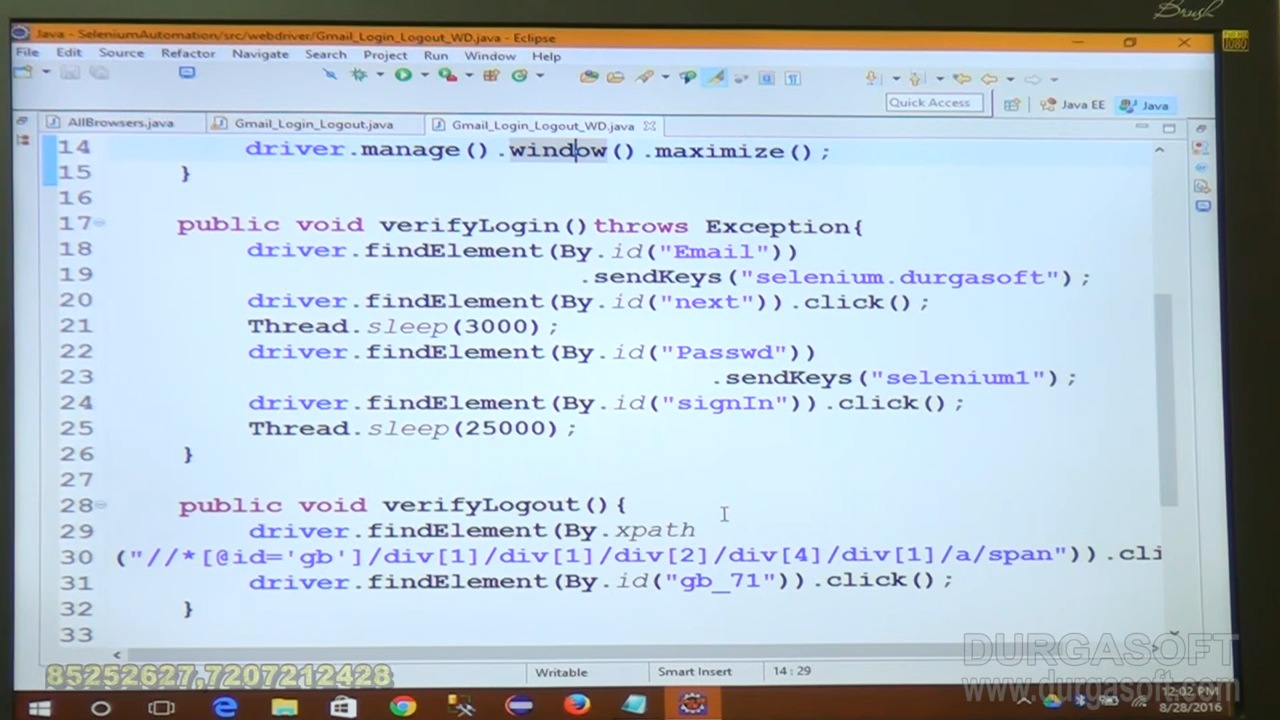 Brush
Java - SeleniumAutomation/src/webdriver/Gmail_Login_Logout_WD.java - Eclipse
File Edit Source Refactor Navigate Search Project Run Window Help
Quick Access
Java EE
Java
AllBrowsers.java
Gmail_Login_Logout.java
Gmail_Login_Logout_WD.java
14 driver.manage().window().maximize();
15 }
16
17 public void verifyLogin()throws Exception{
18 driver.findElement(By.id("Email"))
19 .sendKeys("selenium.durgasoft");
20 driver.findElement(By.id("next")).click();
21 Thread.sleep(3000);
22 driver.findElement(By.id("Passwd"))
23 .sendKeys("selenium1");
24 driver.findElement(By.id("signIn")).click();
25 Thread.sleep(25000);
26 }
27
28 public void verifyLogout(){
29 driver.findElement(By.xpath
30 ("//*[@id='gb']/div[1]/div[1]/div[2]/div[4]/div[1]/a/span")).cli
31 driver.findElement(By.id("gb_71")).click();
32 }
33
DURGASOFT
85252627,7207212428
Writable Smart Insert 14:29
www.durgasoft.com
12:02 PM
8/28/2016